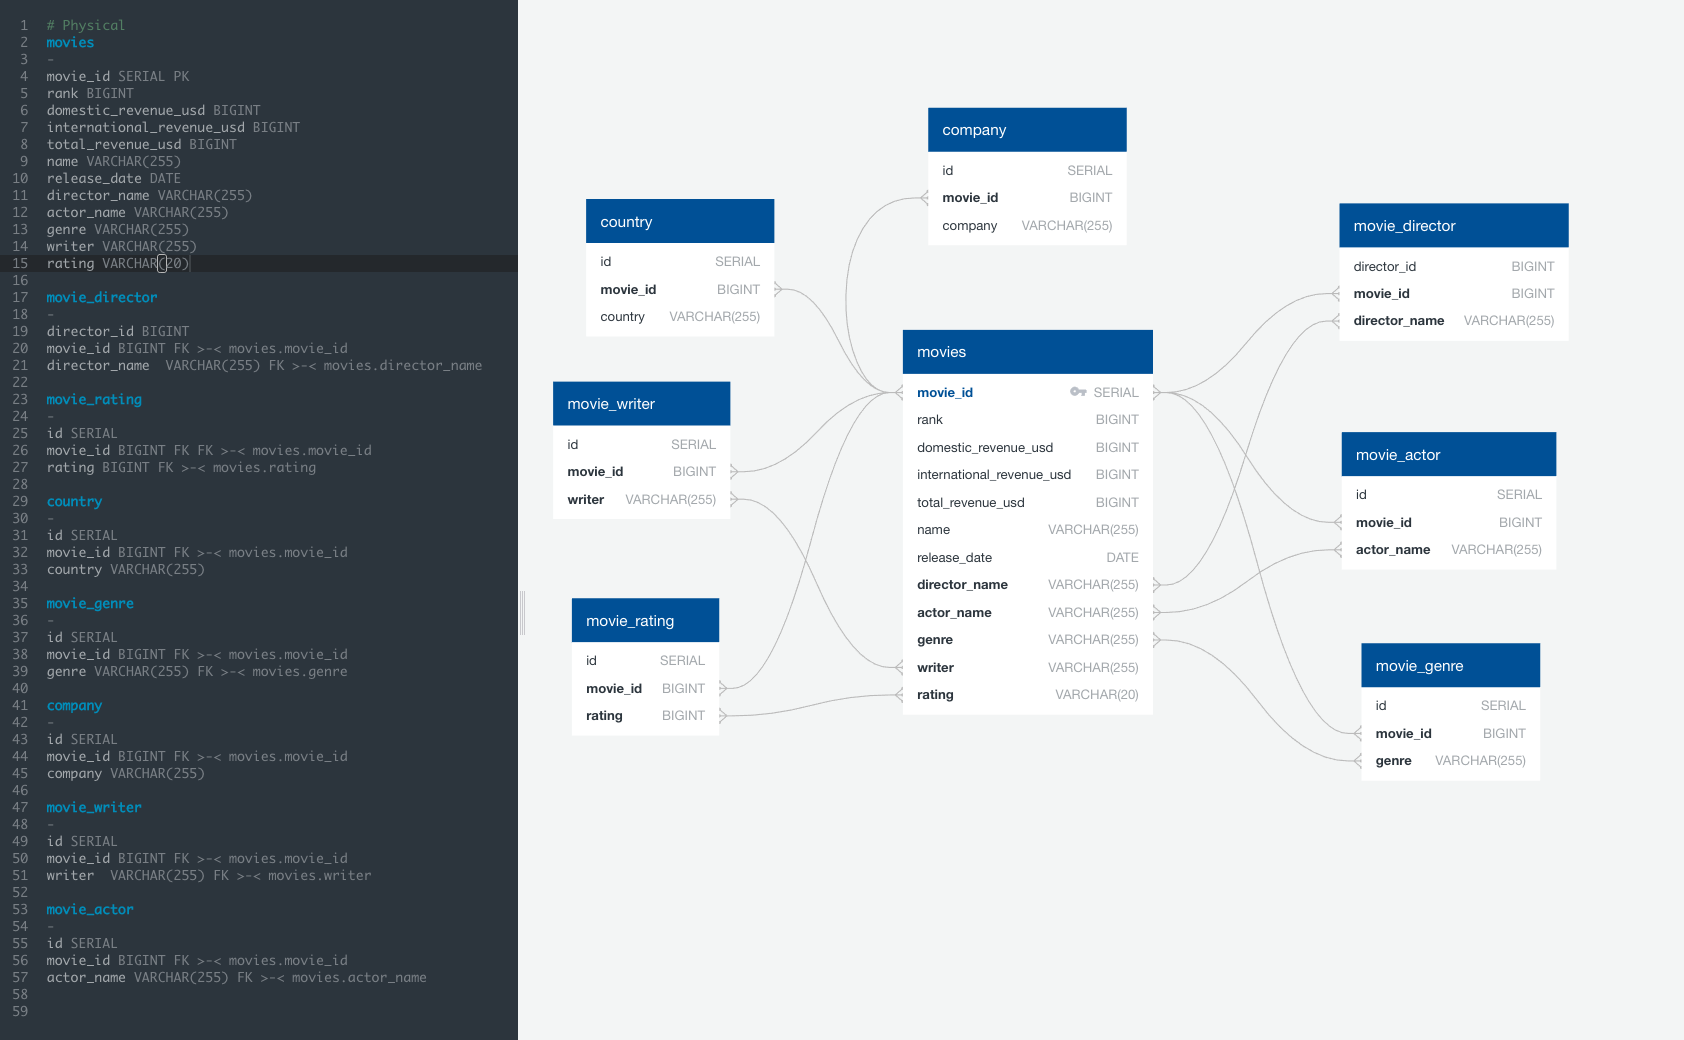 1 # Physical
2 movies
3 -
4 movie_id SERIAL PK
5 rank BIGINT
6 domestic_revenue_usd BIGINT
7 international_revenue_usd BIGINT
8 total_revenue_usd BIGINT
9 name VARCHAR(255)
10 release_date DATE
11 director_name VARCHAR(255)
12 actor_name VARCHAR(255)
13 genre VARCHAR(255)
14 writer VARCHAR(255)
15 rating VARCHAR(20)
16
17 movie_director
18 -
19 director_id BIGINT
20 movie_id BIGINT FK >-< movies.movie_id
21 director_name  VARCHAR(255) FK >-< movies.director_name
22
23 movie_rating
24 -
25 id SERIAL
26 movie_id BIGINT FK FK >-< movies.movie_id
27 rating BIGINT FK >-< movies.rating
28
29 country
30 -
31 id SERIAL
32 movie_id BIGINT FK >-< movies.movie_id
33 country VARCHAR(255)
34
35 movie_genre
36 -
37 id SERIAL
38 movie_id BIGINT FK >-< movies.movie_id
39 genre VARCHAR(255) FK >-< movies.genre
40
41 company
42 -
43 id SERIAL
44 movie_id BIGINT FK >-< movies.movie_id
45 company VARCHAR(255)
46
47 movie_writer
48 -
49 id SERIAL
50 movie_id BIGINT FK >-< movies.movie_id
51 writer  VARCHAR(255) FK >-< movies.writer
52
53 movie_actor
54 -
55 id SERIAL
56 movie_id BIGINT FK >-< movies.movie_id
57 actor_name VARCHAR(255) FK >-< movies.actor_name
58
59
company
id SERIAL
movie_id BIGINT
company VARCHAR(255)
country
id SERIAL
movie_id BIGINT
country VARCHAR(255)
movie_writer
id SERIAL
movie_id BIGINT
writer VARCHAR(255)
movie_rating
id SERIAL
movie_id BIGINT
rating BIGINT
movies
movie_id SERIAL
rank BIGINT
domestic_revenue_usd BIGINT
international_revenue_usd BIGINT
total_revenue_usd BIGINT
name VARCHAR(255)
release_date DATE
director_name VARCHAR(255)
actor_name VARCHAR(255)
genre VARCHAR(255)
writer VARCHAR(255)
rating VARCHAR(20)
movie_director
director_id BIGINT
movie_id BIGINT
director_name VARCHAR(255)
movie_actor
id SERIAL
movie_id BIGINT
actor_name VARCHAR(255)
movie_genre
id SERIAL
movie_id BIGINT
genre VARCHAR(255)